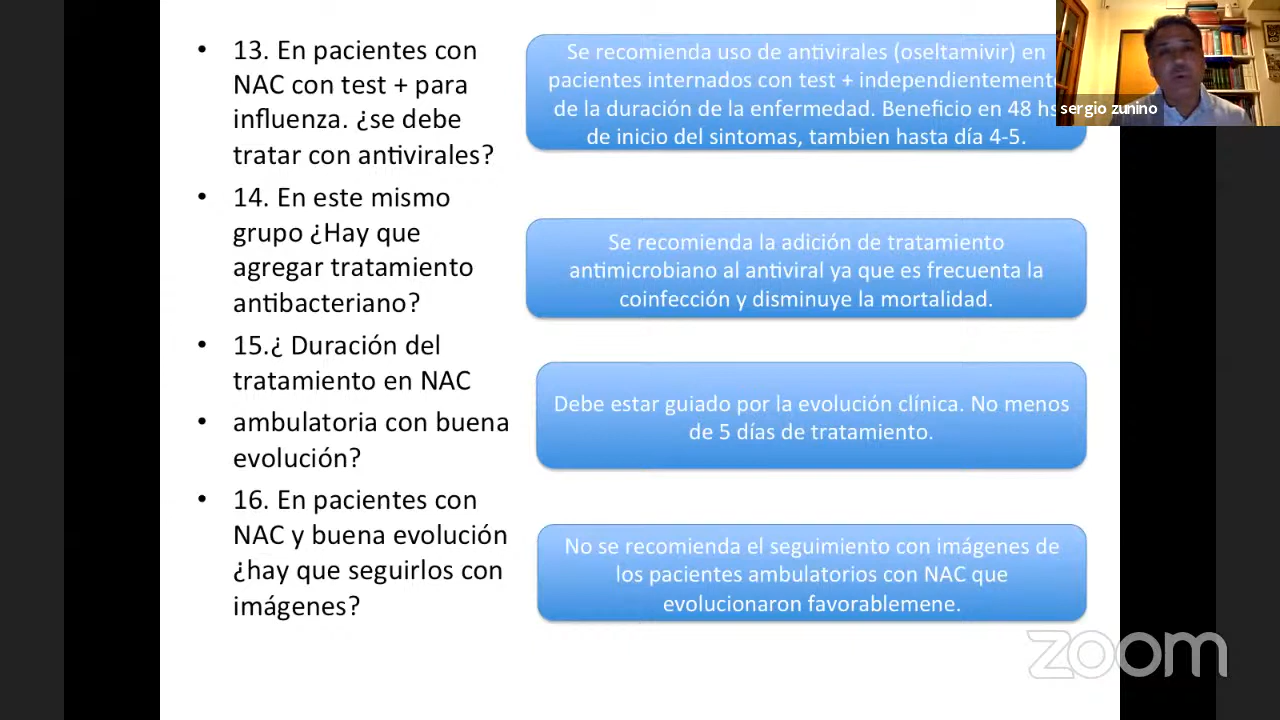 13. En pacientes con
NAC con test + para
influenza. ¿se debe
tratar con antivirales?
Se recomienda uso de antivirales (oseltamivir) en
pacientes internados con test + independientemente
de la duración de la enfermedad. Beneficio en 48 hs
de inicio del sintomas, tambien hasta día 4-5.
14. En este mismo
grupo ¿Hay que
agregar tratamiento
antibacteriano?
Se recomienda la adición de tratamiento
antimicrobiano al antiviral ya que es frecuenta la
coinfección y disminuye la mortalidad.
15.¿ Duración del
tratamiento en NAC
ambulatoria con buena
evolución?
Debe estar guiado por la evolución clínica. No menos
de 5 días de tratamiento.
16. En pacientes con
NAC y buena evolución
¿hay que seguirlos con
imágenes?
No se recomienda el seguimiento con imágenes de
los pacientes ambulatorios con NAC que
evolucionaron favorablemene.
sergio zunino
zoom